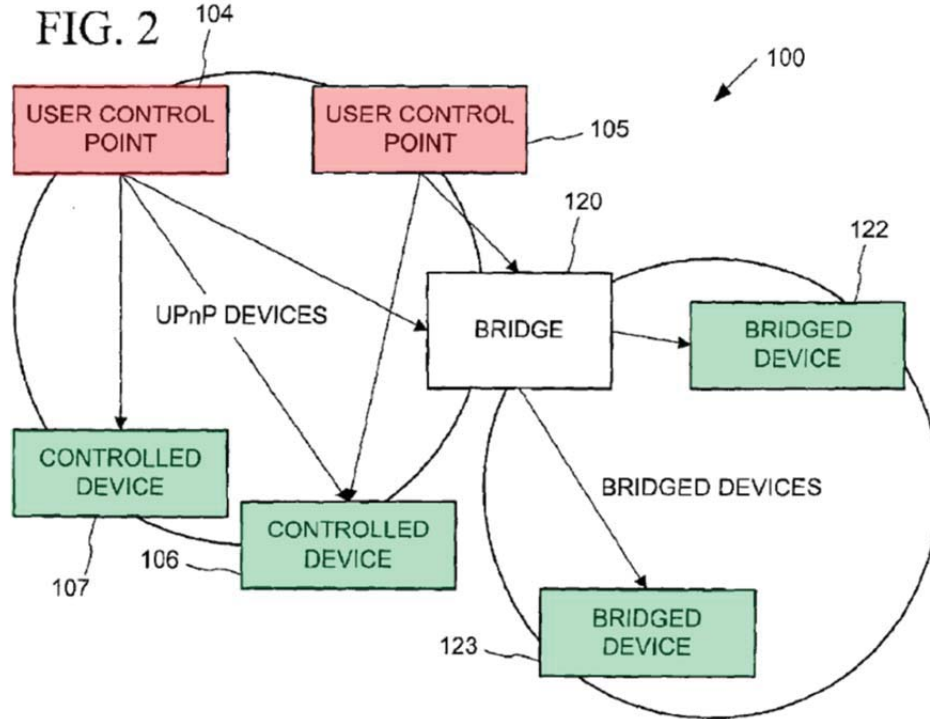 FIG. 2
104
100
USER CONTROL
POINT
USER CONTROL
POINT
105
120
122
UPnP DEVICES
BRIDGE
BRIDGED
DEVICE
CONTROLLED
DEVICE
BRIDGED DEVICES
CONTROLLED
DEVICE
106
107
BRIDGED
DEVICE
123